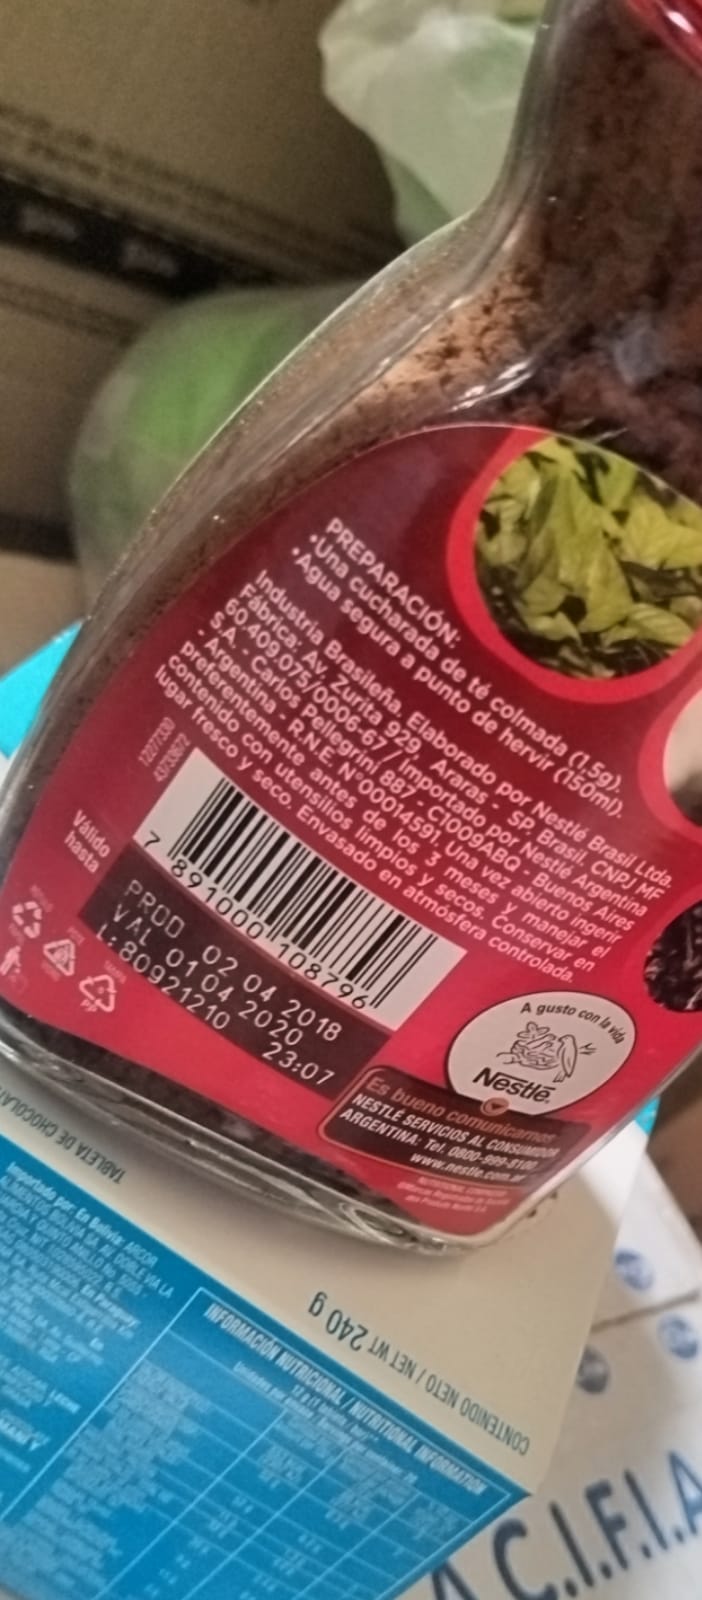 PREPARACIÓN:
•Una cucharada de té colmada (1,5g).
•Agua segura a punto de hervir (150ml).
Industria Brasileña, Elaborado por Nestlé Brasil Ltda.
Fábrica: Av. Zurita 929 - Araras - SP. Brasil. CNPJ MF
60.409.075/0006-67 / Importado por Nestlé Argentina
S.A. - Carlos Pellegrini 887 - C1009ABQ - Buenos Aires
- Argentina - R.N.E. N°00014591. Una vez abierto ingerir
preferentemente antes de los 3 meses y manejar el
contenido con utensilios limpios y secos. Conservar en
lugar fresco y seco. Envasado en atmósfera controlada.
Válido
hasta
7 891000 108796
PROD 02 04 2018
VAL 01 04 2020
L:80921210 23:07
PP
A gusto con la vida
Nestlé
Es bueno comunicarnos
NESTLÉ SERVICIOS AL CONSUMIDOR
ARGENTINA: Tel. 0800-999-8100
www.nestle.com.ar
TABLETA DE CHOCOLAT
CONTENIDO NETO / NET WT 240 g
INFORMACIÓN NUTRICIONAL / NUTRITIONAL INFORMATION
A.C.I.F.I.A